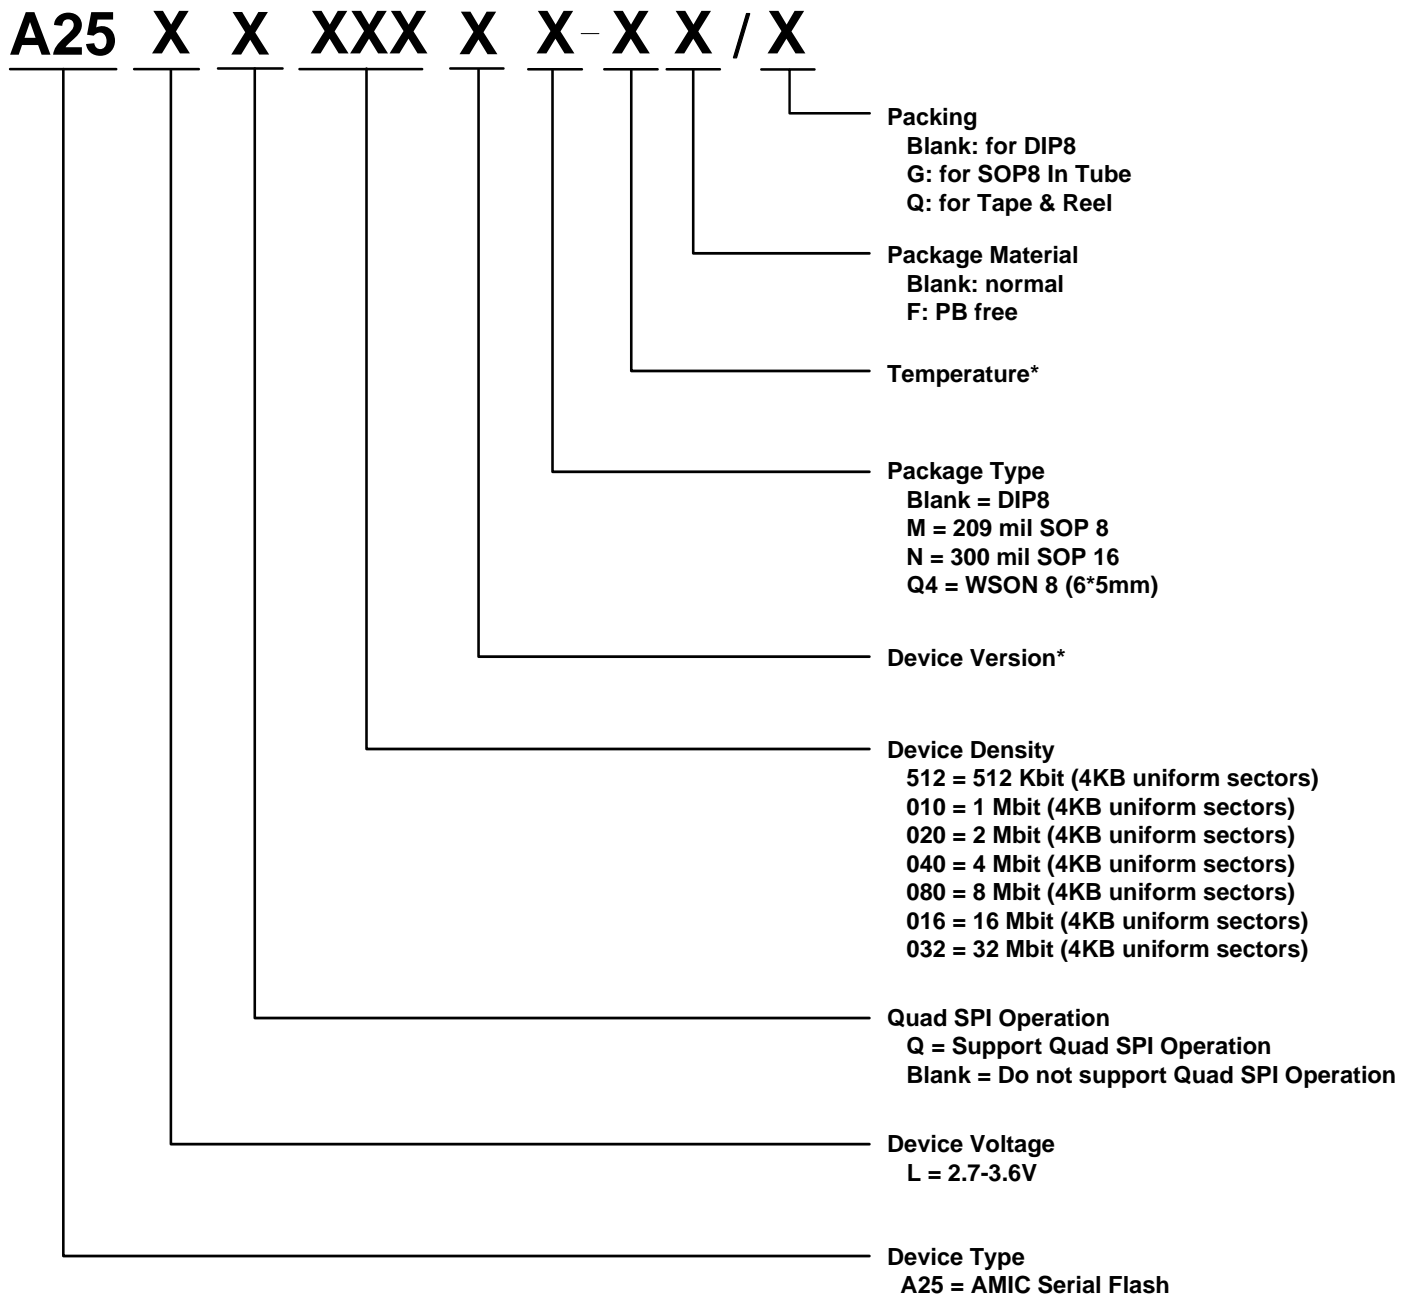 A25 X X XXX X X - X X / X
Packing
Blank: for DIP8
G: for SOP8 In Tube
Q: for Tape & Reel
Package Material
Blank: normal
F: PB free
Temperature*
Package Type
Blank = DIP8
M = 209 mil SOP 8
N = 300 mil SOP 16
Q4 = WSON 8 (6*5mm)
Device Version*
Device Density
512 = 512 Kbit (4KB uniform sectors)
010 = 1 Mbit (4KB uniform sectors)
020 = 2 Mbit (4KB uniform sectors)
040 = 4 Mbit (4KB uniform sectors)
080 = 8 Mbit (4KB uniform sectors)
016 = 16 Mbit (4KB uniform sectors)
032 = 32 Mbit (4KB uniform sectors)
Quad SPI Operation
Q = Support Quad SPI Operation
Blank = Do not support Quad SPI Operation
Device Voltage
L = 2.7-3.6V
Device Type
A25 = AMIC Serial Flash